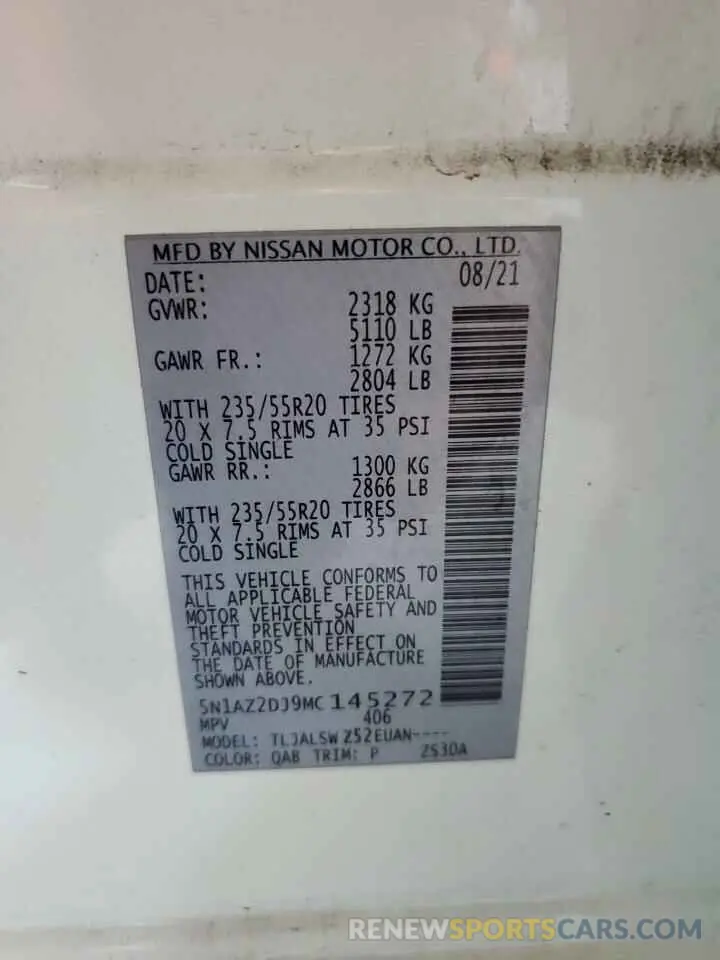 MFD BY NISSAN MOTOR CO., LTD.
DATE: 08/21
GVWR: 2318 KG
5110 LB
GAWR FR.: 1272 KG
2804 LB
WITH 235/55R20 TIRES
20 X 7.5 RIMS AT 35 PSI
COLD SINGLE
GAWR RR.: 1300 KG
2866 LB
WITH 235/55R20 TIRES
20 X 7.5 RIMS AT 35 PSI
COLD SINGLE
THIS VEHICLE CONFORMS TO
ALL APPLICABLE FEDERAL
MOTOR VEHICLE SAFETY AND
THEFT PREVENTION
STANDARDS IN EFFECT ON
THE DATE OF MANUFACTURE
SHOWN ABOVE.
5N1AZ2DJ9MC145272
MPV 406
MODEL: TLJALSWZ52EUAN----
COLOR: QAB TRIM: P ZS30A
RENEWSPORTSCARS.COM